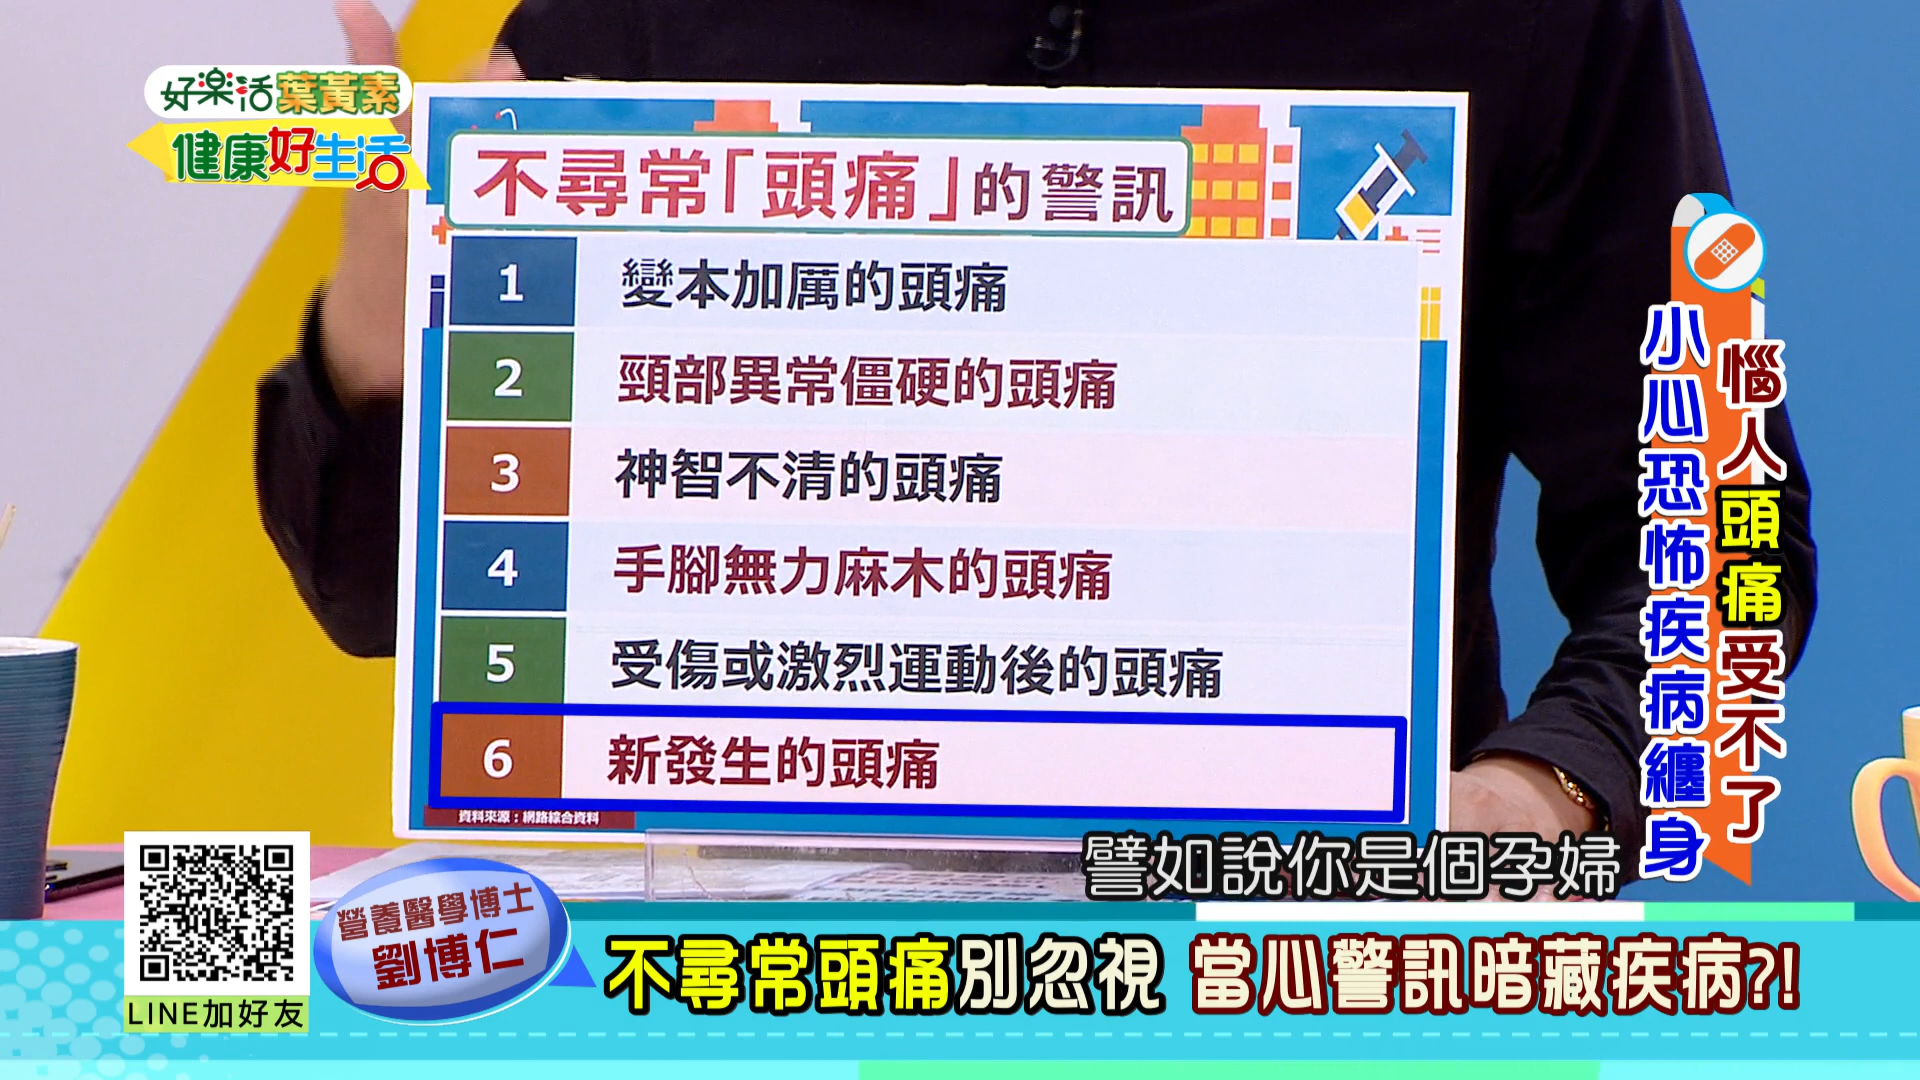 好楽活葉黃素
健康好生活
不尋常「頭痛」的警訊
1 變本加厲的頭痛
2 頸部異常僵硬的頭痛
3 神智不清的頭痛
4 手腳無力麻木的頭痛
5 受傷或激烈運動後的頭痛
6 新發生的頭痛
資料來源：網路綜合資料
惱人頭痛受不了
小心恐怖疾病纏身
譬如說你是個孕婦
營養醫學博士
劉博仁
不尋常頭痛別忽視 當心警訊暗藏疾病?!
LINE加好友